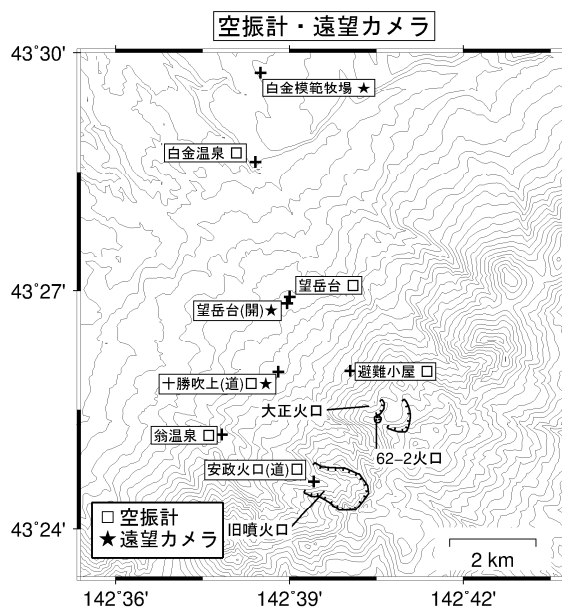 空振計・遠望カメラ
43°30'
白金模範牧場 ★
白金温泉 □
望岳台 □
43°27'
望岳台(開)★
十勝吹上(道)□★
避難小屋 □
大正火口
翁温泉 □
62-2火口
安政火口(道)□
旧噴火口
43°24'
□ 空振計
★ 遠望カメラ
2 km
142°36' 142°39' 142°42'